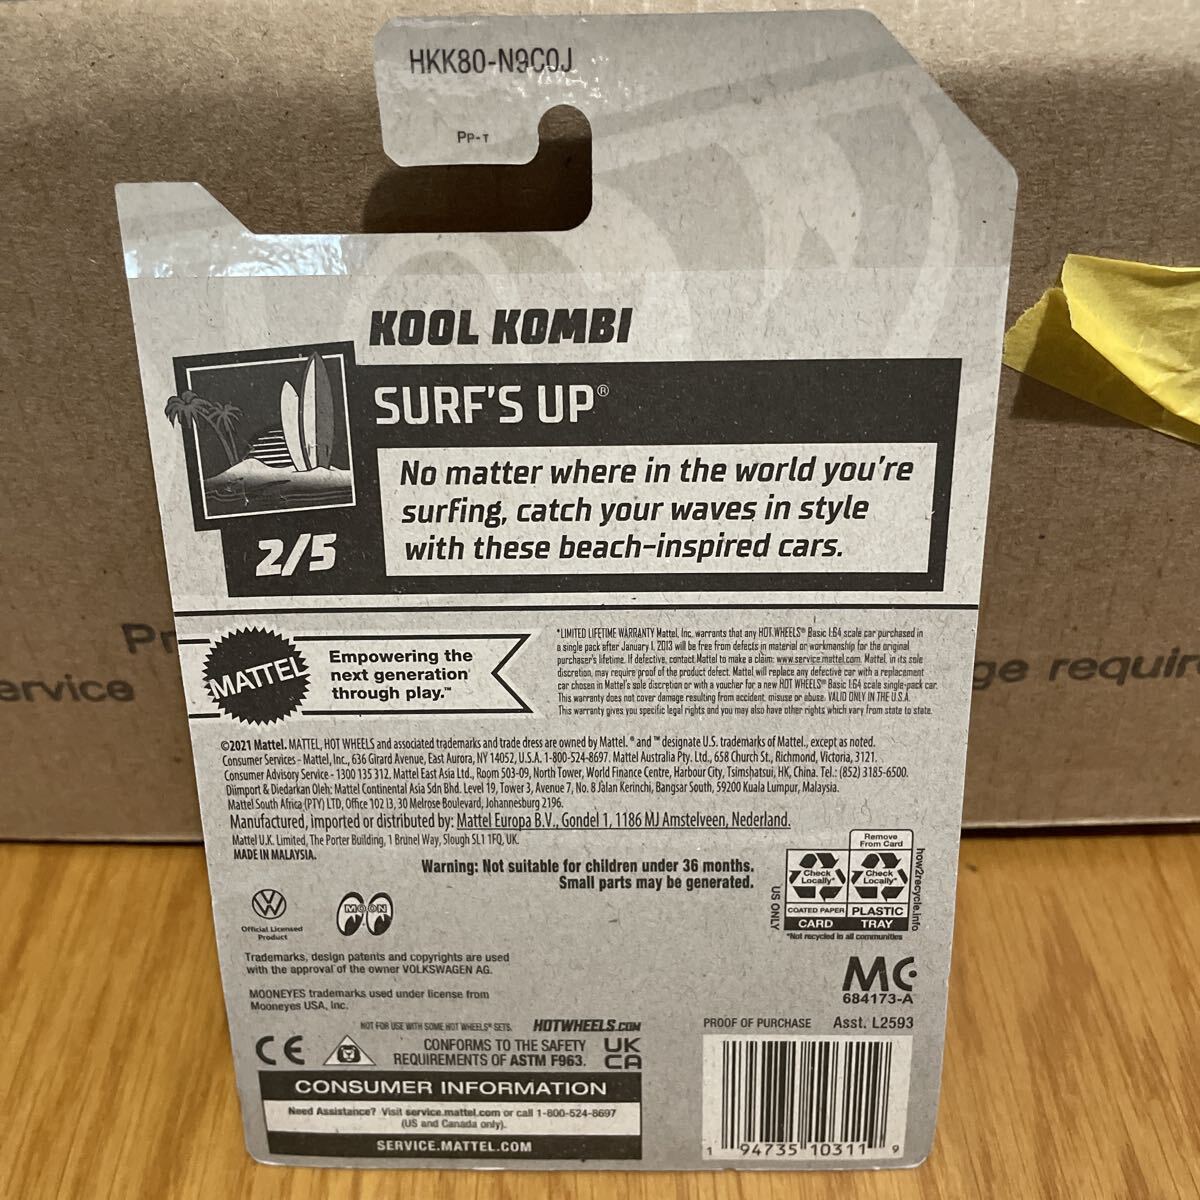 HKK80-N9C0J
PP-T
KOOL KOMBI
SURF'S UP®
No matter where in the world you're
surfing, catch your waves in style
with these beach-inspired cars.
2/5
MATTEL
Empowering the
next generation
through play.™
*LIMITED LIFETIME WARRANTY Mattel, Inc. warrants that any HOT WHEELS® Basic 1:64 scale car purchased in
a single pack after January 1, 2013 will be free from defects in material or workmanship for the original
purchaser's lifetime. If defective, contact Mattel to make a claim: www.service.mattel.com. Mattel, in its sole
discretion, may require proof of the product defect. Mattel will replace any defective car with a replacement
car chosen in Mattel's sole discretion or with a voucher for a new HOT WHEELS® Basic 1:64 scale single-pack car.
This warranty does not cover damage resulting from accident, misuse or abuse. VALID ONLY IN THE U.S.A.
This warranty gives you specific legal rights and you may also have other rights which vary from state to state.
©2021 Mattel. MATTEL, HOT WHEELS and associated trademarks and trade dress are owned by Mattel. ® and ™ designate U.S. trademarks of Mattel., except as noted.
Consumer Services - Mattel, Inc., 636 Girard Avenue, East Aurora, NY 14052, U.S.A. 1-800-524-8697. Mattel Australia Pty. Ltd., 658 Church St., Richmond, Victoria, 3121.
Consumer Advisory Service - 1300 135 312. Mattel East Asia Ltd., Room 503-09, North Tower, World Finance Centre, Harbour City, Tsimshatsui, HK, China. Tel.: (852) 3185-6500.
Diimport & Diedarkan Oleh: Mattel Continental Asia Sdn Bhd. Level 19, Tower 3, Avenue 7, No. 8 Jalan Kerinchi, Bangsar South, 59200 Kuala Lumpur, Malaysia.
Mattel South Africa (PTY) LTD, Office 102 I3, 30 Melrose Boulevard, Johannesburg 2196.
Manufactured, imported or distributed by: Mattel Europa B.V., Gondel 1, 1186 MJ Amstelveen, Nederland.
Mattel U.K. Limited, The Porter Building, 1 Brunel Way, Slough SL1 1FQ, UK.
MADE IN MALAYSIA.
Warning: Not suitable for children under 36 months.
Small parts may be generated.
Official Licensed
Product
MOON
US ONLY
Remove
From Card
Check
Locally*
Check
Locally*
COATED PAPER
CARD
PLASTIC
TRAY
how2recycle.info
*Not recycled in all communities
Trademarks, design patents and copyrights are used
with the approval of the owner VOLKSWAGEN AG.
MOONEYES trademarks used under license from
Mooneyes USA, Inc.
MC
684173-A
NOT FOR USE WITH SOME HOT WHEELS® SETS.
HOTWHEELS.COM
CE
CONFORMS TO THE SAFETY
REQUIREMENTS OF ASTM F963.
UK
CA
PROOF OF PURCHASE
Asst. L2593
CONSUMER INFORMATION
Need Assistance? Visit service.mattel.com or call 1-800-524-8697
(US and Canada only).
SERVICE.MATTEL.COM
1 94735 10311 9
Pr
ervice
ge requir